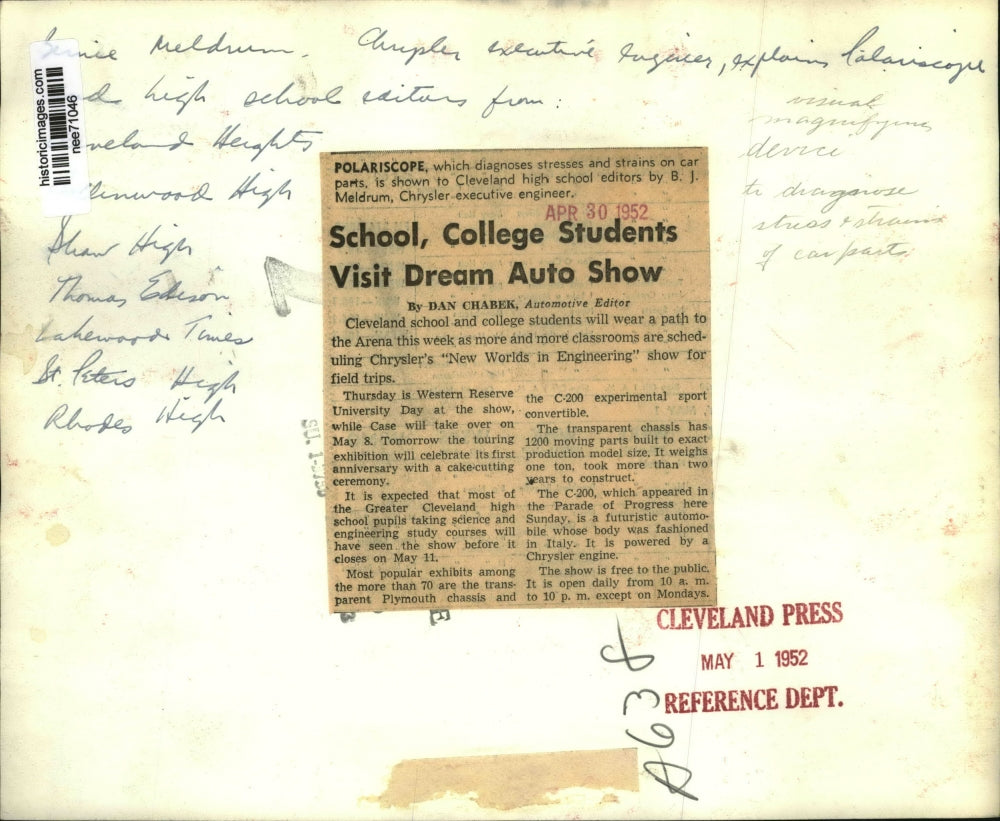 Meldrum. Chrysler executive engineer, explains Polariscope
high school editors from:
Heights
High
Shaw High
Thomas Edison
Lakewood Times
St. Peters High
Rhodes High
visual
magnifying
device
to diagnose
stress & strains
of car parts
historicimages.com
nee71046
POLARISCOPE, which diagnoses stresses and strains on car
parts, is shown to Cleveland high school editors by B. J.
Meldrum, Chrysler executive engineer.
APR 30 1952
School, College Students
Visit Dream Auto Show
By DAN CHABEK, Automotive Editor
Cleveland school and college students will wear a path to
the Arena this week as more and more classrooms are sched-
uling Chrysler's "New Worlds in Engineering" show for
field trips.
Thursday is Western Reserve
University Day at the show,
while Case will take over on
May 8. Tomorrow the touring
exhibition will celebrate its first
anniversary with a cake-cutting
ceremony.
It is expected that most of
the Greater Cleveland high
school pupils taking science and
engineering study courses will
have seen the show before it
closes on May 11.
Most popular exhibits among
the more than 70 are the trans-
parent Plymouth chassis and
the C-200 experimental sport
convertible.
The transparent chassis has
1200 moving parts built to exact
production model size. It weighs
one ton, took more than two
years to construct.
The C-200, which appeared in
the Parade of Progress here
Sunday, is a futuristic automo-
bile whose body was fashioned
in Italy. It is powered by a
Chrysler engine.
The show is free to the public.
It is open daily from 10 a. m.
to 10 p. m. except on Mondays.
CLEVELAND PRESS
MAY 1 1952
REFERENCE DEPT.